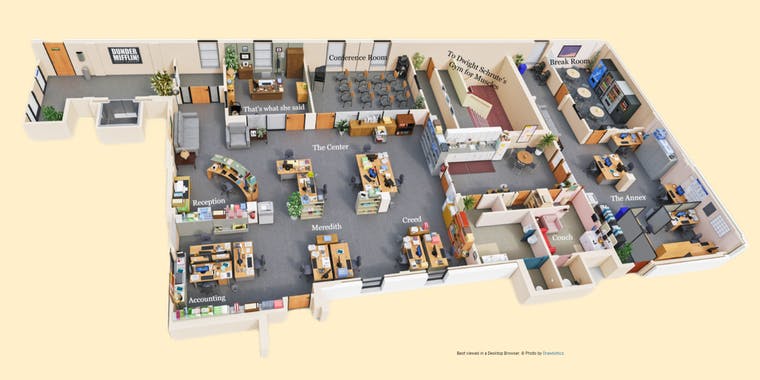 DUNDER
MIFFLIN!
Conference Room
To Dwight Schrute's
Gym for Muscles
Break Room
That's what she said
The Center
Reception
The Annex
Meredith
Creed
Couch
Accounting
Best viewed in a Desktop Browser. © Photo by Drawbotics